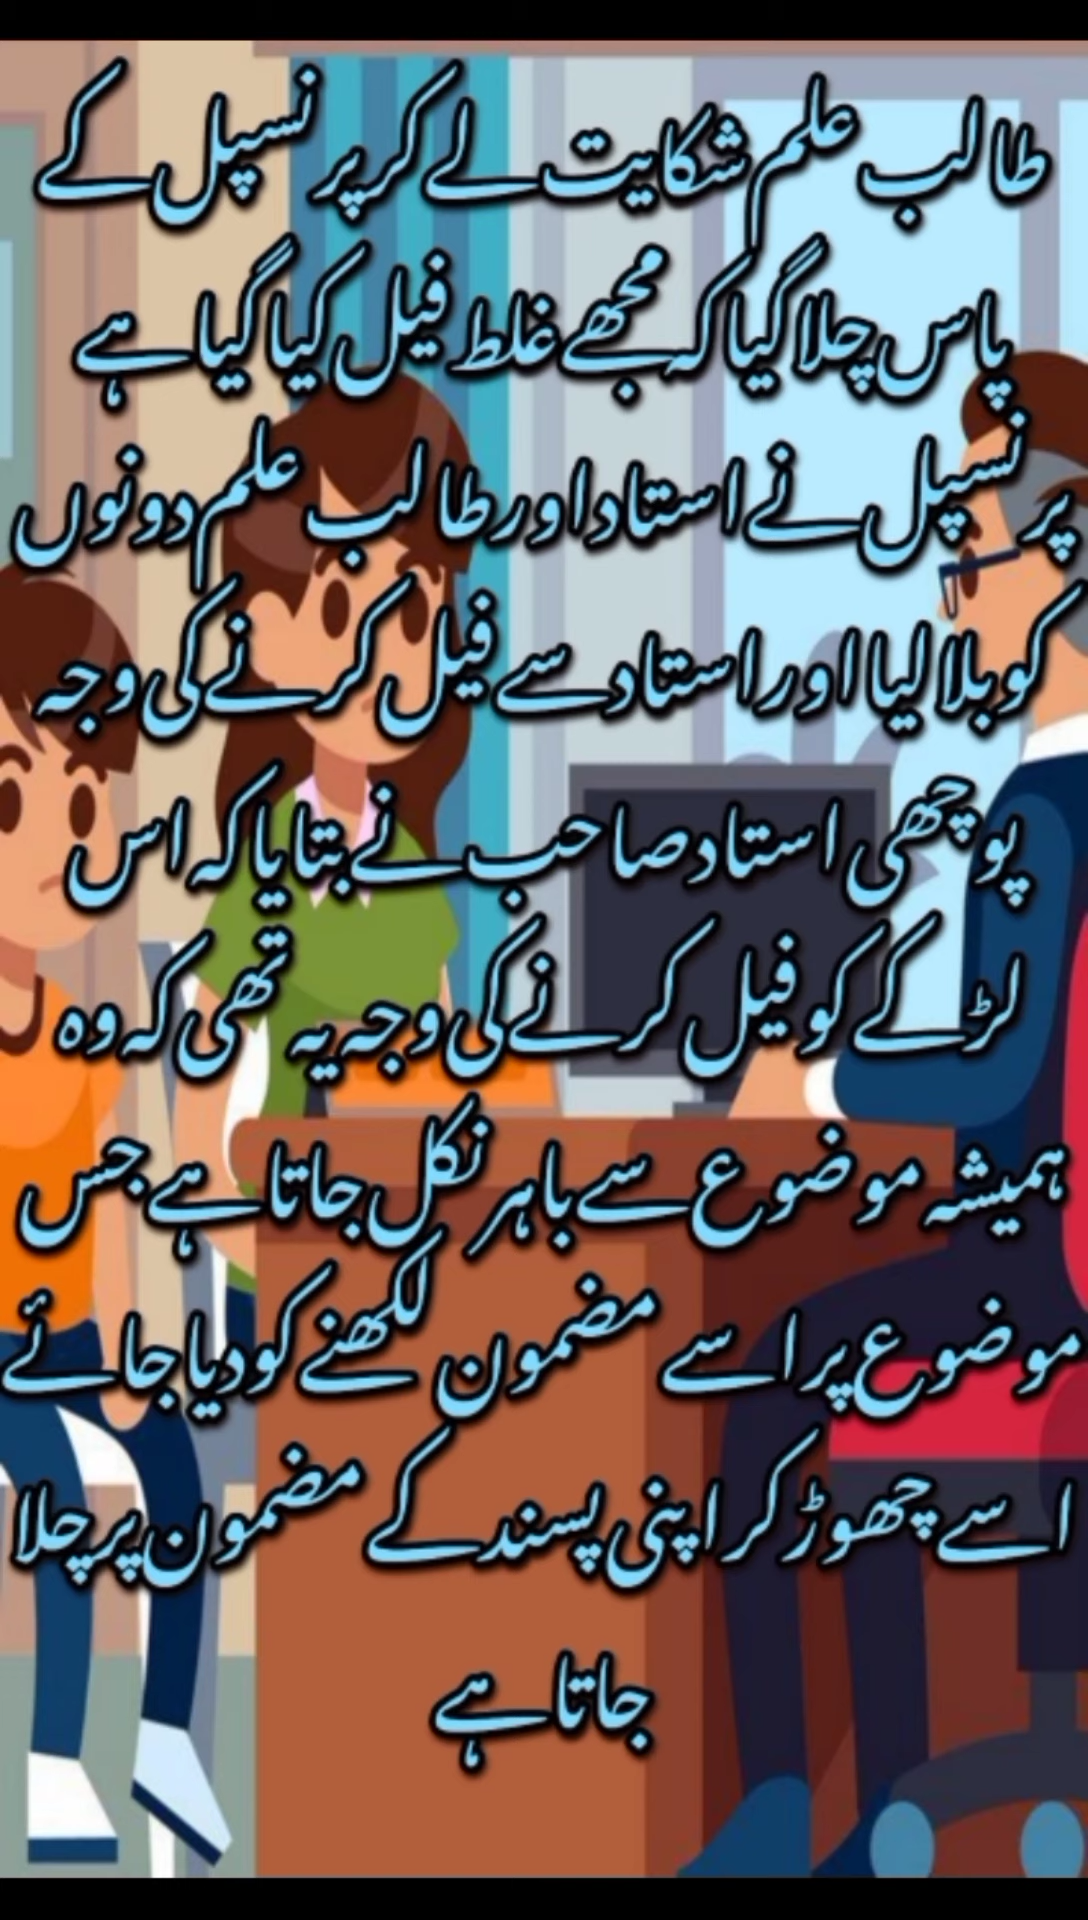 طالب علم شکایت لے کر پرنسپل کے
پاس چلا گیا کہ مجھے غلط فیل کیا گیا ہے
پرنسپل نے استاد اور طالب علم دونوں
کو بلا لیا اور استاد سے فیل کرنے کی وجہ
پوچھی استاد صاحب نے بتایا کہ اس
لڑکے کو فیل کرنے کی وجہ یہ تھی کہ وہ
ہمیشہ موضوع سے باہر نکل جاتا ہے جس
موضوع پر اسے مضمون لکھنے کو دیا جائے
اسے چھوڑ کر اپنی پسند کے مضمون پر چلا
جاتا ہے